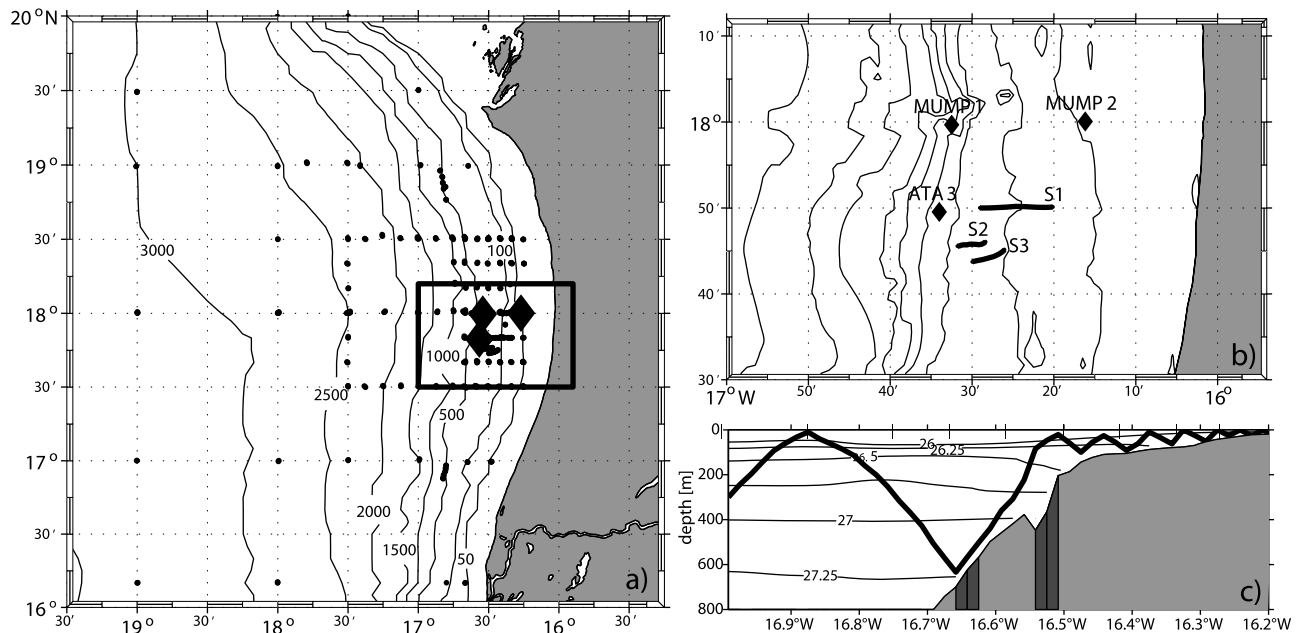 20°N
30'
19°
30'
18°
30'
17°
30'
16°
30'
19°
30'
18°
30'
17°
30'
16°
30'
3000
2500
2000
1500
1000
500
100
50
a)
10'
18°
50'
40'
30'
17°W
50'
40'
30'
20'
10'
16°
MUMP 1
MUMP 2
ATA 3
S1
S2
S3
b)
0
200
400
600
800
depth [m]
26
26.25
26.5
27
27.25
16.9°W
16.8°W
16.7°W
16.6°W
16.5°W
16.4°W
16.3°W
16.2°W
c)